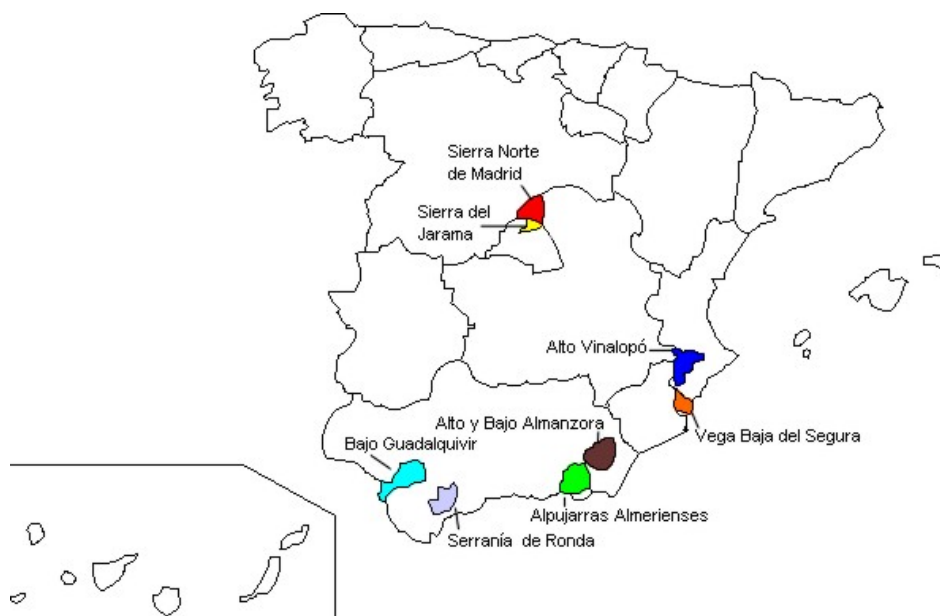 Sierra Norte
de Madrid
Sierra del
Jarama
Alto Vinalopó
Alto y Bajo Almanzora
Vega Baja del Segura
Bajo Guadalquivir
Alpujarras Almerienses
Serranía de Ronda